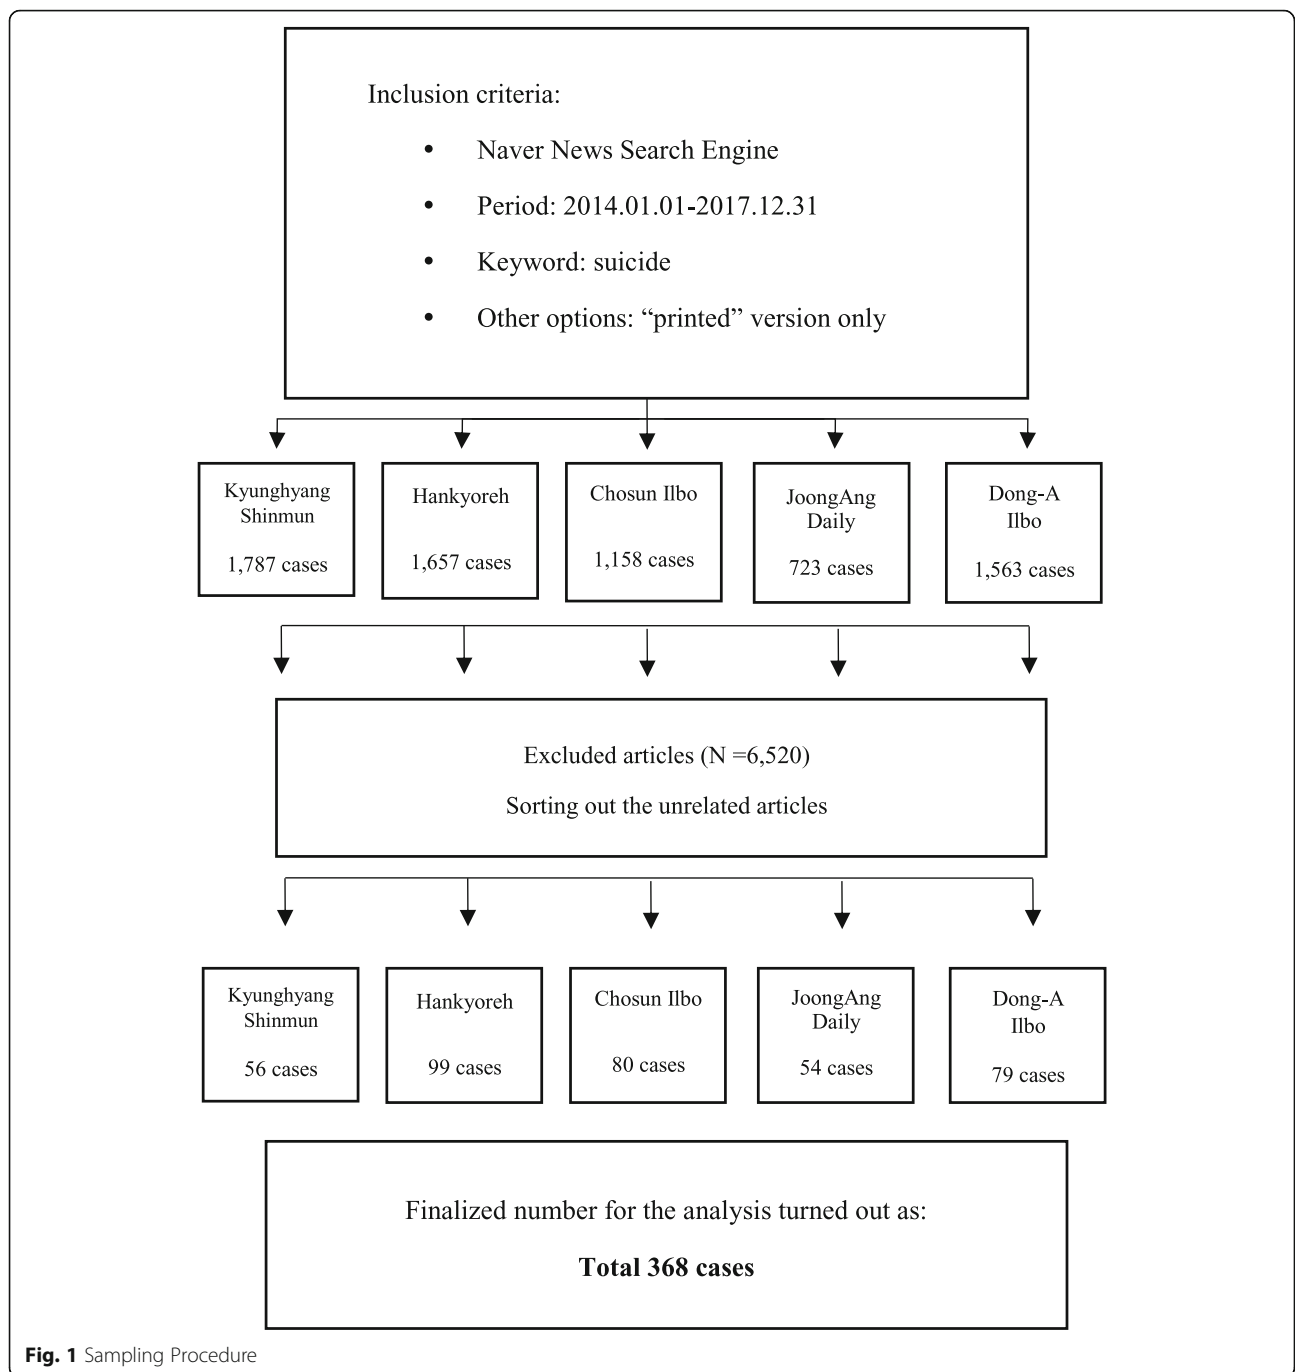 Inclusion criteria:
• Naver News Search Engine
• Period: 2014.01.01-2017.12.31
• Keyword: suicide
• Other options: “printed” version only
Kyunghyang
Shinmun
1,787 cases
Hankyoreh
1,657 cases
Chosun Ilbo
1,158 cases
JoongAng
Daily
723 cases
Dong-A
Ilbo
1,563 cases
Excluded articles (N =6,520)
Sorting out the unrelated articles
Kyunghyang
Shinmun
56 cases
Hankyoreh
99 cases
Chosun Ilbo
80 cases
JoongAng
Daily
54 cases
Dong-A
Ilbo
79 cases
Finalized number for the analysis turned out as:
Total 368 cases
Fig. 1 Sampling Procedure